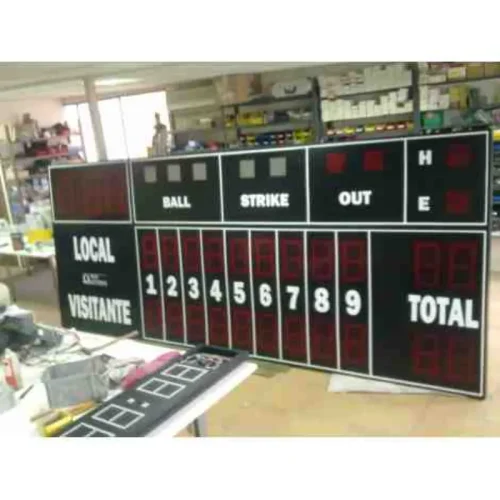 BALL STRIKE OUT H
E
LOCAL
1 2 3 4 5 6 7 8 9 TOTAL
VISITANTE